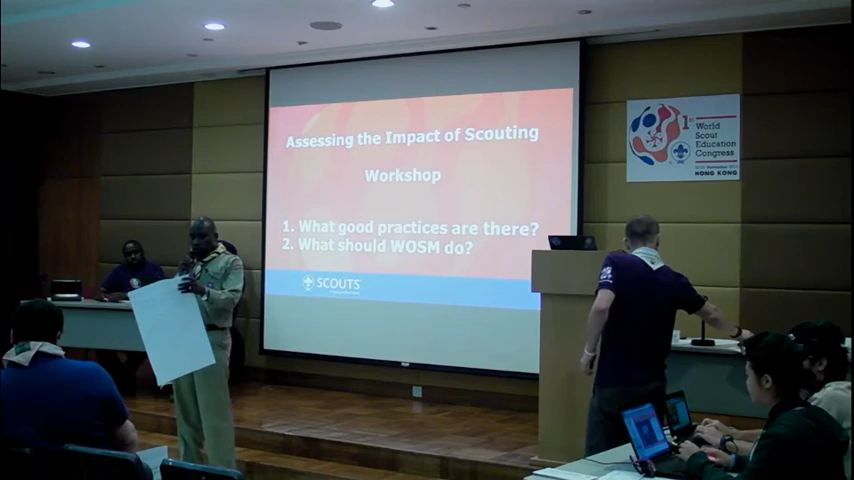 Assessing the Impact of Scouting
Workshop
1. What good practices are there?
2. What should WOSM do?
SCOUTS
1st
World
Scout
Education
Congress
HONG KONG